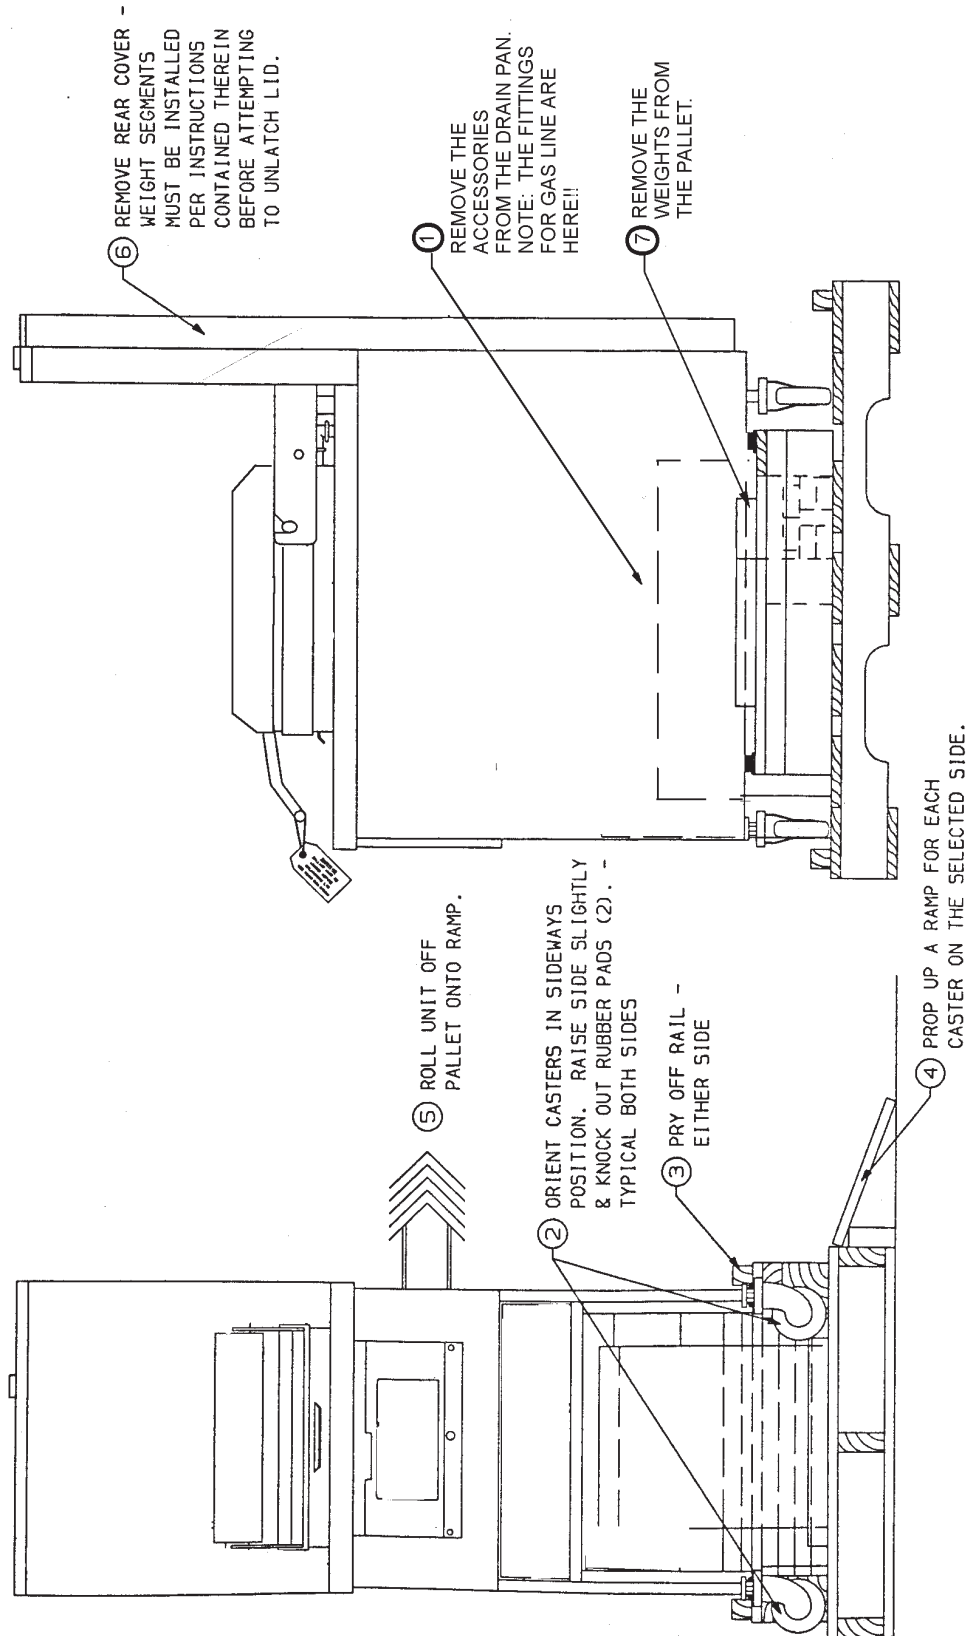 ⑥ REMOVE REAR COVER -
WEIGHT SEGMENTS
MUST BE INSTALLED
PER INSTRUCTIONS
CONTAINED THEREIN
BEFORE ATTEMPTING
TO UNLATCH LID.
① REMOVE THE
ACCESSORIES
FROM THE DRAIN PAN.
NOTE: THE FITTINGS
FOR GAS LINE ARE
HERE!!
⑦ REMOVE THE
WEIGHTS FROM
THE PALLET.
⑤ ROLL UNIT OFF
PALLET ONTO RAMP.
② ORIENT CASTERS IN SIDEWAYS
POSITION. RAISE SIDE SLIGHTLY
& KNOCK OUT RUBBER PADS (2). -
TYPICAL BOTH SIDES
③ PRY OFF RAIL -
EITHER SIDE
④ PROP UP A RAMP FOR EACH
CASTER ON THE SELECTED SIDE.